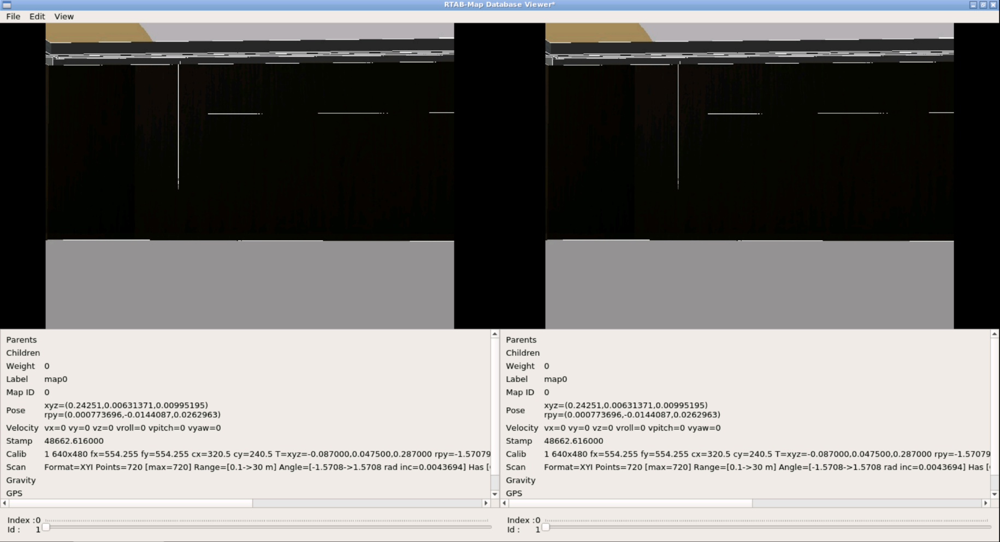 RTAB-Map Database Viewer*
File Edit View
Parents
Children
Weight 0
Label map0
Map ID 0
Pose xyz=(0.24251,0.00631371,0.00995195)
rpy=(0.000773696,-0.0144087,0.0262963)
Velocity vx=0 vy=0 vz=0 vroll=0 vpitch=0 vyaw=0
Stamp 48662.616000
Calib 1 640x480 fx=554.255 fy=554.255 cx=320.5 cy=240.5 T=xyz=-0.087000,0.047500,0.287000 rpy=-1.57079
Scan Format=XYI Points=720 [max=720] Range=[0.1->30 m] Angle=[-1.5708->1.5708 rad inc=0.0043694] Has [
Gravity
GPS
Index :0
Id : 1
Parents
Children
Weight 0
Label map0
Map ID 0
Pose xyz=(0.24251,0.00631371,0.00995195)
rpy=(0.000773696,-0.0144087,0.0262963)
Velocity vx=0 vy=0 vz=0 vroll=0 vpitch=0 vyaw=0
Stamp 48662.616000
Calib 1 640x480 fx=554.255 fy=554.255 cx=320.5 cy=240.5 T=xyz=-0.087000,0.047500,0.287000 rpy=-1.57079
Scan Format=XYI Points=720 [max=720] Range=[0.1->30 m] Angle=[-1.5708->1.5708 rad inc=0.0043694] Has [
Gravity
GPS
Index :0
Id : 1